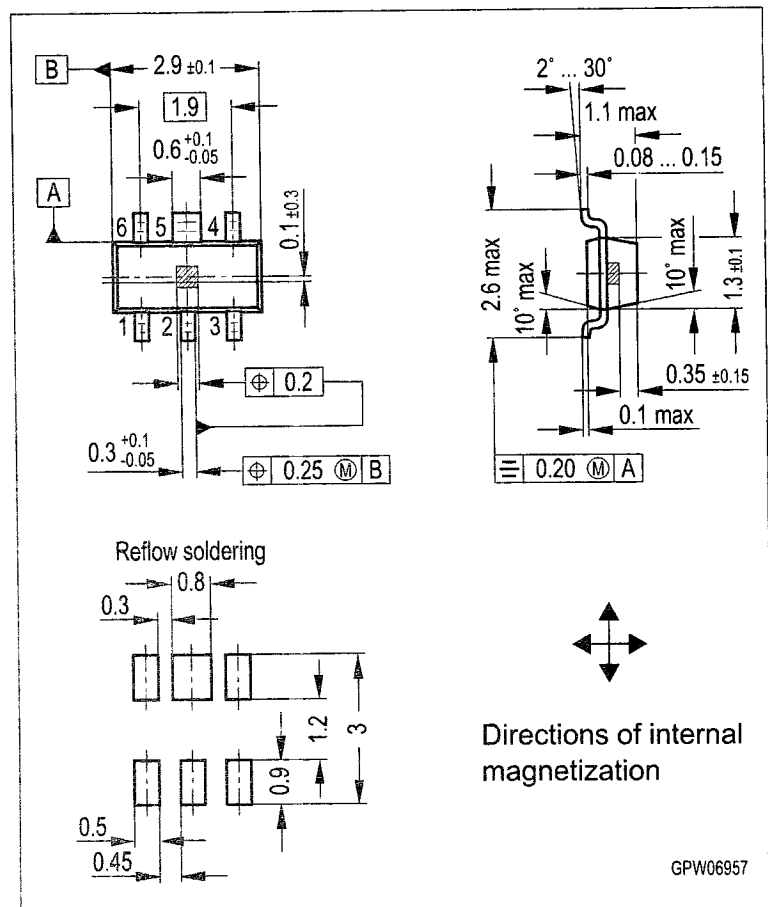 B
2.9 ±0.1
1.9
0.6 +0.1 -0.05
A
6 5 4
1 2 3
0.1 ±0.3
⌖ 0.2
0.3 +0.1 -0.05
⌖ 0.25 Ⓜ B
2° ... 30°
1.1 max
0.08 ... 0.15
2.6 max
10° max
10° max
1.3 ±0.1
0.35 ±0.15
0.1 max
⌯ 0.20 Ⓜ A
Reflow soldering
0.8
0.3
1.2
3
0.9
0.5
0.45
Directions of internal
magnetization
GPW06957